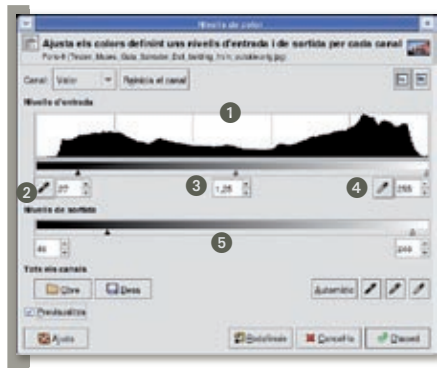 Nivells de color
Ajusta els colors definint uns nivells d'entrada i de sortida per cada canal
Canal: Valor Reinicia el canal
Nivells d'entrada
1
2 27 3 1,25 4 255
Nivells de sortida
5
Tots els canals
Obre Desa Automàtic
Previsualitza
Ajuda Cancel·la D'acord